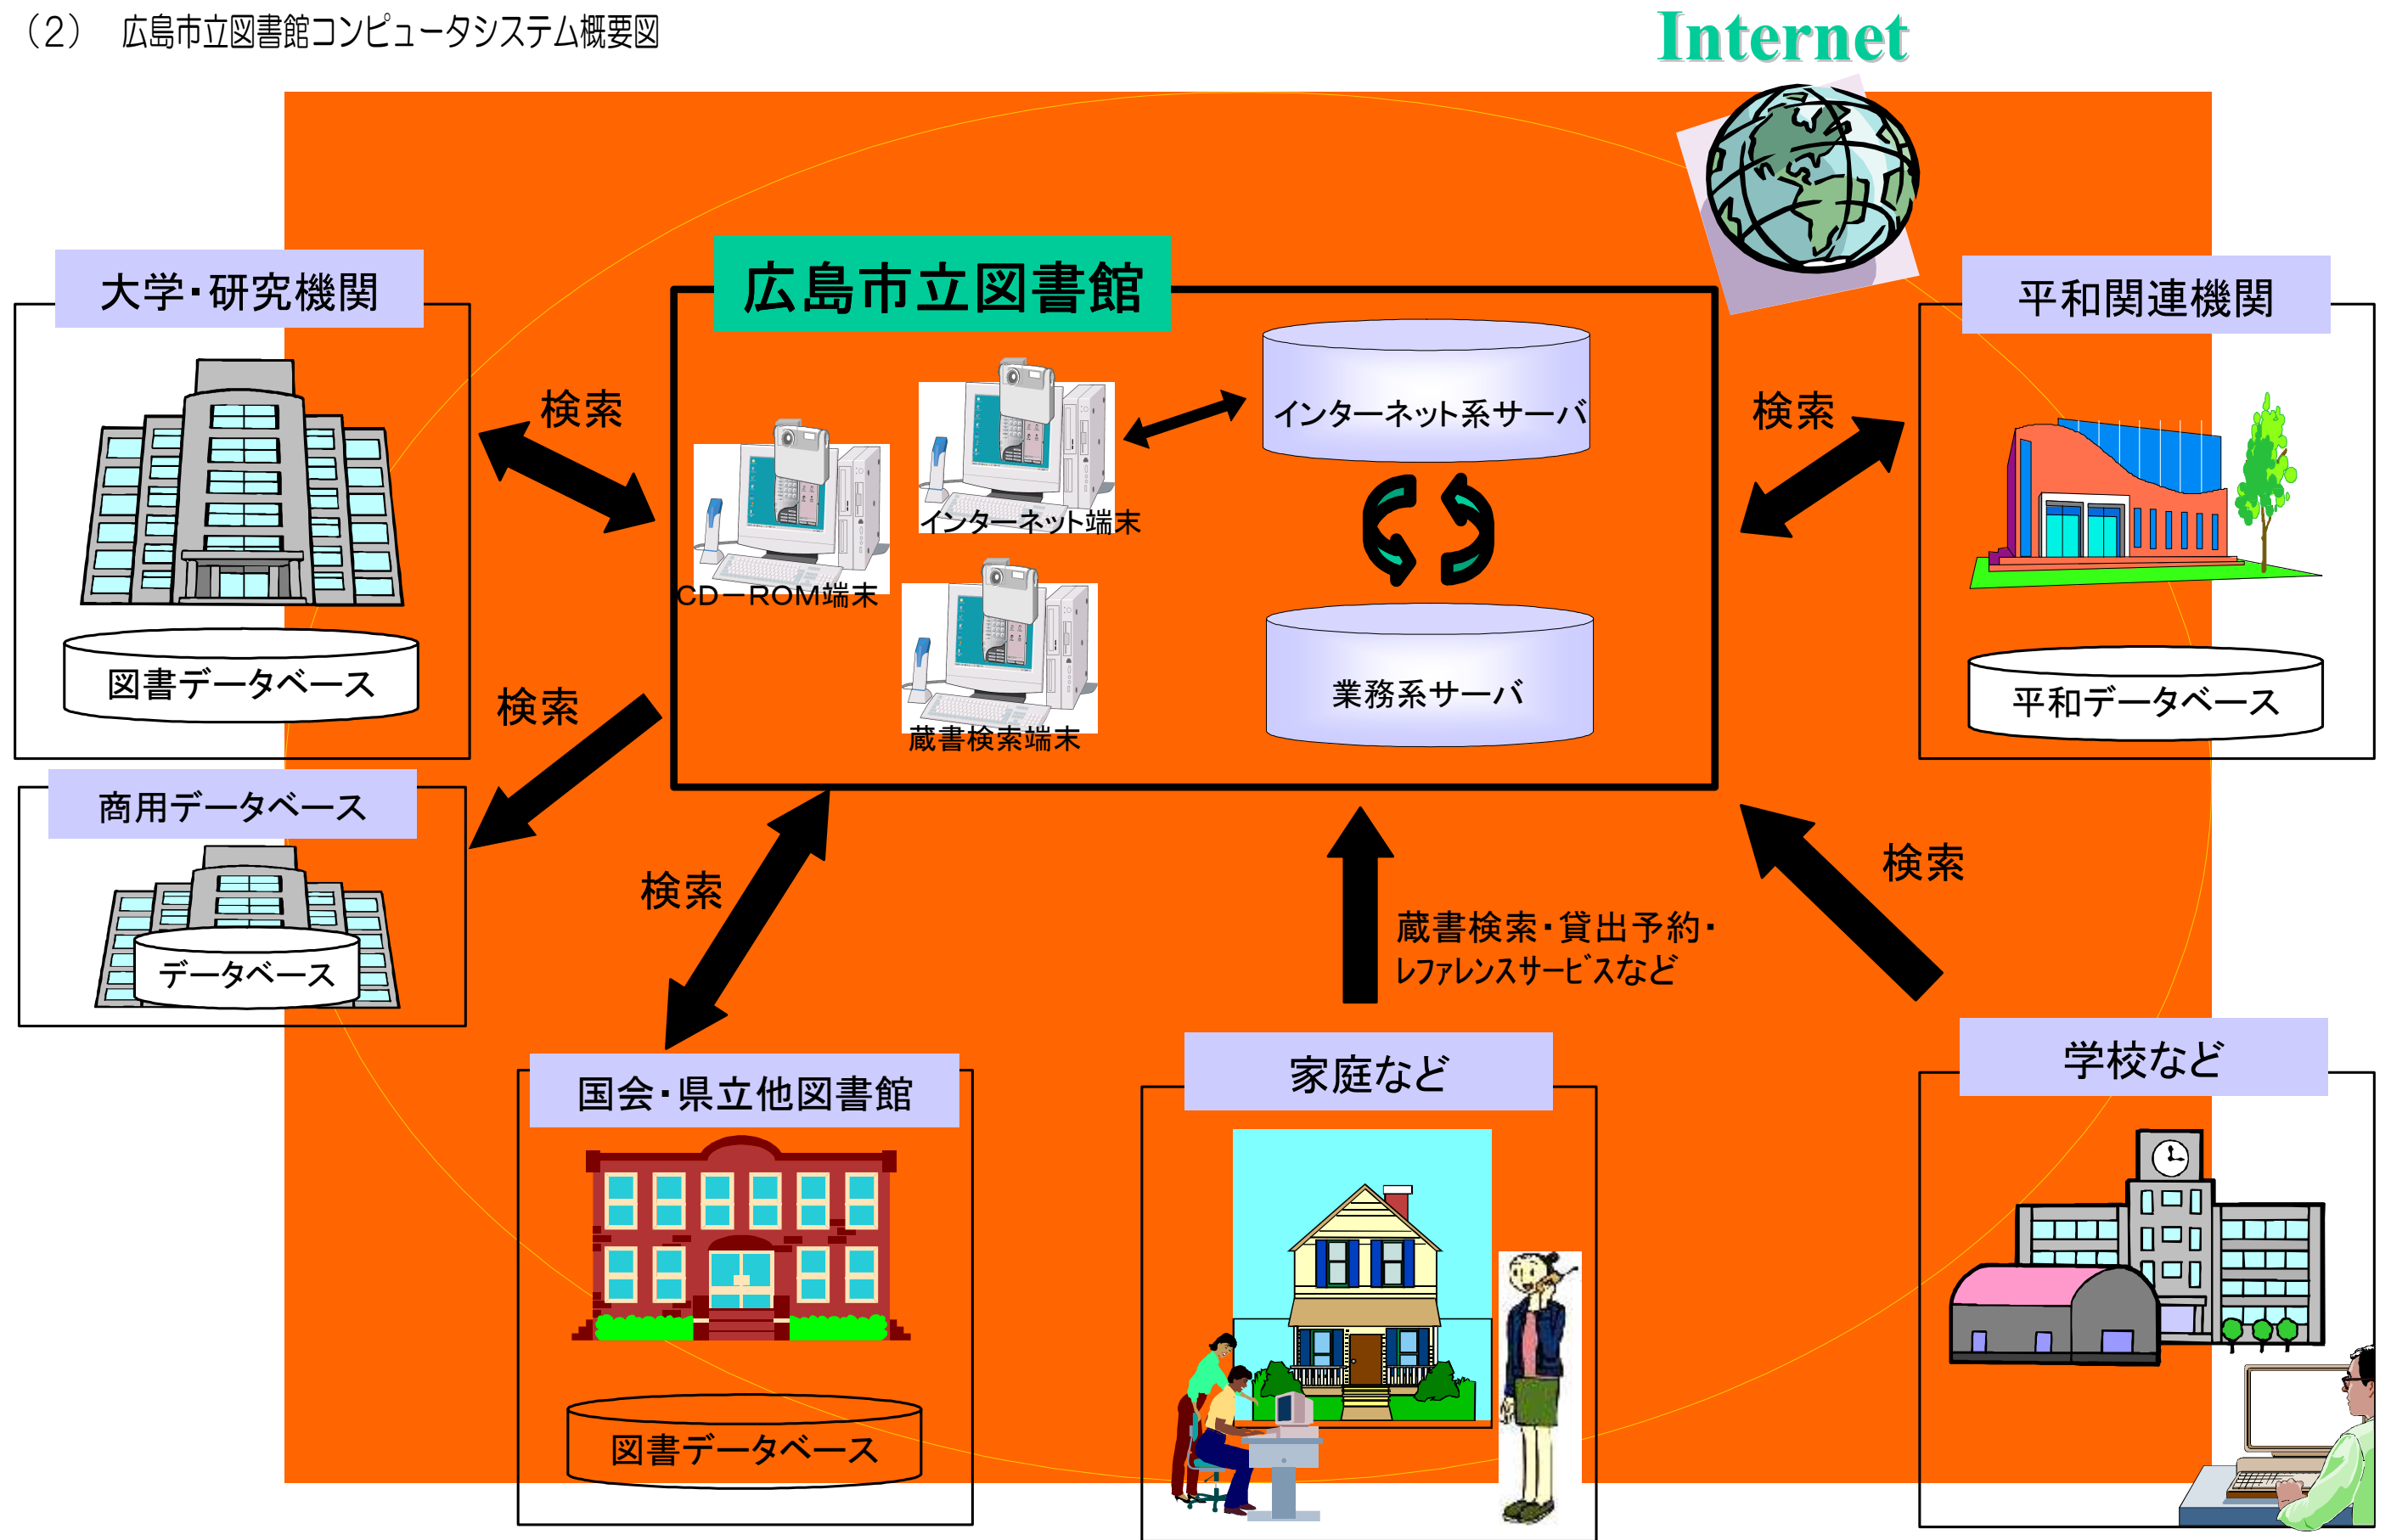 （２）　広島市立図書館コンピュータシステム概要図
Internet
大学・研究機関
広島市立図書館
平和関連機関
検索
インターネット系サーバ
検索
インターネット端末
CD－ROM端末
図書データベース
検索
業務系サーバ
平和データベース
蔵書検索端末
商用データベース
検索
検索
データベース
蔵書検索・貸出予約・
レファレンスサービスなど
国会・県立他図書館
家庭など
学校など
図書データベース